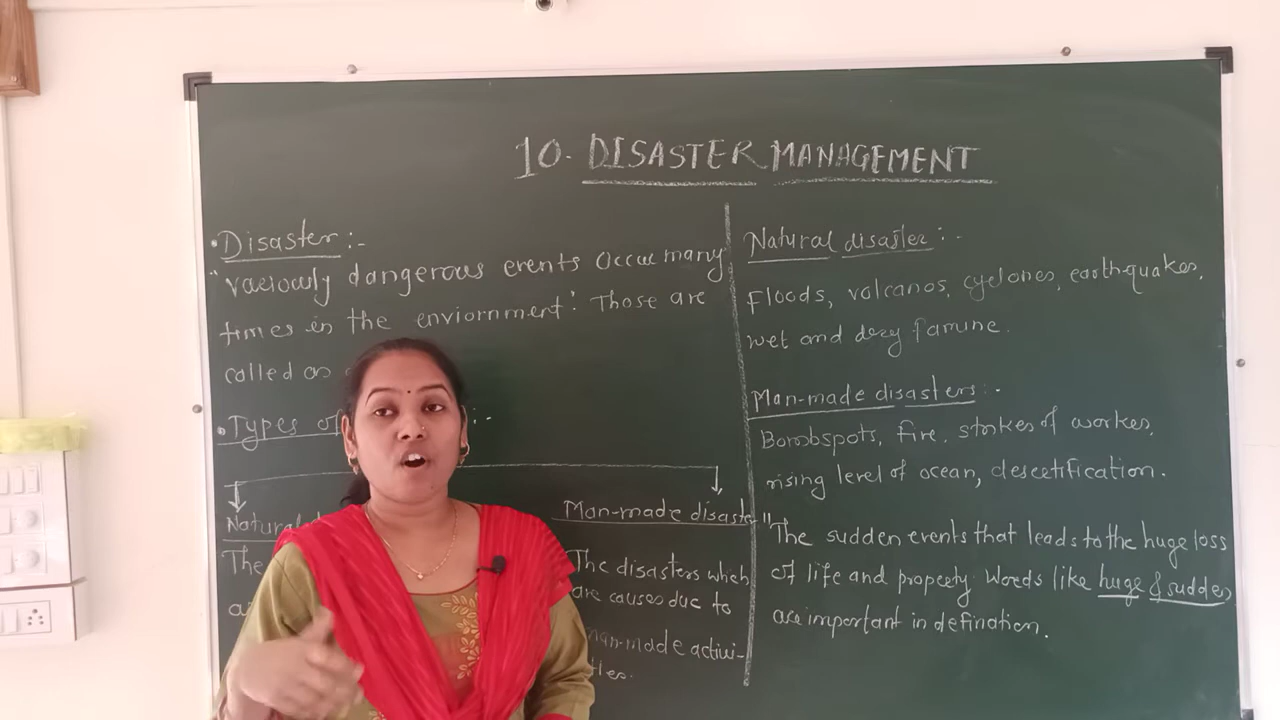 10. DISASTER MANAGEMENT
• Disaster :-
"Variously dangerous events occur many
times in the enviornment". Those are
called as
• Types of :-
Natural
The
Man-made disaste
The disasters which
are causes due to
man-made activi-
ties.
Natural disaster :-
Floods, volcanos, cyclones, earthquakes,
wet and dry famine.
Man-made disasters :-
Bombspots, fire, strikes of workes,
rising level of ocean, desertification.
"The sudden events that leads to the huge loss
of life and property words like huge & sudden
are important in defination.